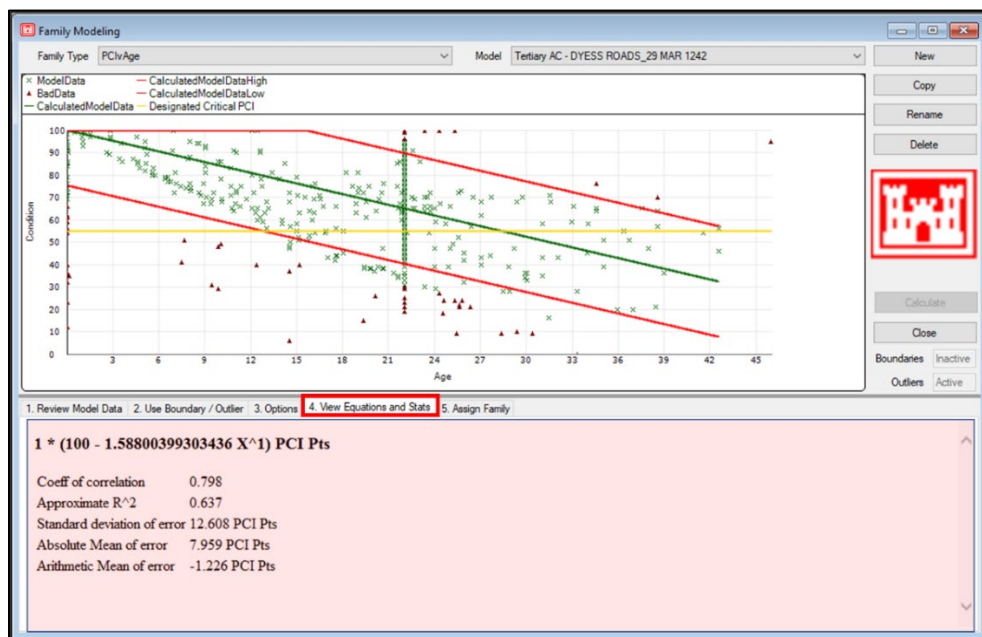 Family Modeling
Family Type PCIvAge Model Tertiary AC - DYESS ROADS_29 MAR 1242 New
Copy
Rename
Delete
× ModelData — CalculatedModelDataHigh
▲ BadData — CalculatedModelDataLow
— CalculatedModelData — Designated Critical PCI
100
90
80
70
60
50
40
30
20
10
0
Condition
3 6 9 12 15 18 21 24 27 30 33 36 39 42 45
Age
Calculate
Close
Boundaries Inactive
Outliers Active
1. Review Model Data 2. Use Boundary / Outlier 3. Options 4. View Equations and Stats 5. Assign Family
1 * (100 - 1.58800399303436 X^1) PCI Pts
Coeff of correlation 0.798
Approximate R^2 0.637
Standard deviation of error 12.608 PCI Pts
Absolute Mean of error 7.959 PCI Pts
Arithmetic Mean of error -1.226 PCI Pts